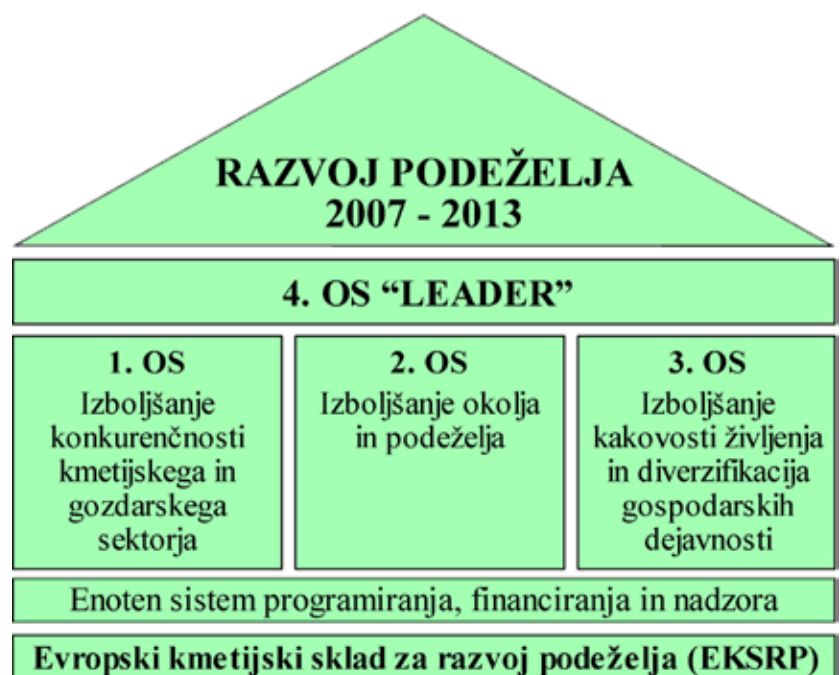 RAZVOJ PODEŽELJA
2007 - 2013
4. OS “LEADER”
1. OS
Izboljšanje
konkurenčnosti
kmetijskega in
gozdarskega
sektorja
2. OS
Izboljšanje okolja
in podeželja
3. OS
Izboljšanje
kakovosti življenja
in diverzifikacija
gospodarskih
dejavnosti
Enoten sistem programiranja, financiranja in nadzora
Evropski kmetijski sklad za razvoj podeželja (EKSRP)